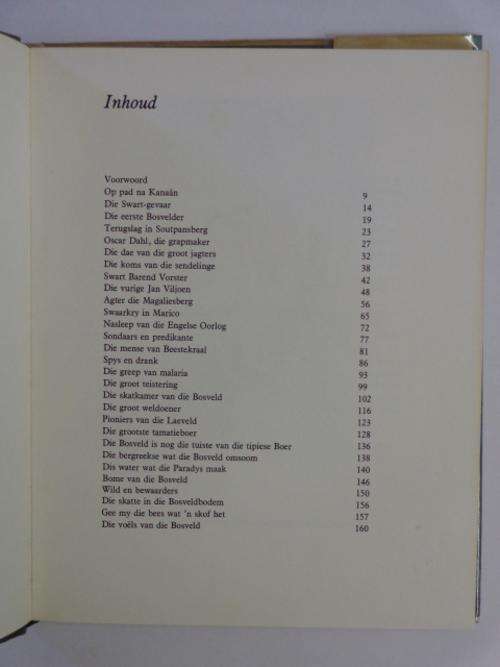 Inhoud
Voorwoord
Op pad na Kanaän 9
Die Swart-gevaar 14
Die eerste Bosvelder 19
Terugslag in Soutpansberg 23
Oscar Dahl, die grapmaker 27
Die dae van die groot jagters 32
Die koms van die sendelinge 38
Swart Barend Vorster 42
Die vurige Jan Viljoen 48
Agter die Magaliesberg 56
Swaarkry in Marico 65
Nasleep van die Engelse Oorlog 72
Sondaars en predikante 77
Die mense van Beestekraal 81
Spys en drank 86
Die greep van malaria 93
Die groot teistering 99
Die skatkamer van die Bosveld 102
Die groot weldoener 116
Pioniers van die Laeveld 123
Die grootste tamatieboer 128
Die Bosveld is nog die tuiste van die tipiese Boer 136
Die bergreekse wat die Bosveld omsoom 138
Dis water wat die Paradys maak 140
Bome van die Bosveld 146
Wild en bewaarders 150
Die skatte in die Bosveldbodem 156
Gee my die bees wat 'n skof het 157
Die voëls van die Bosveld 160